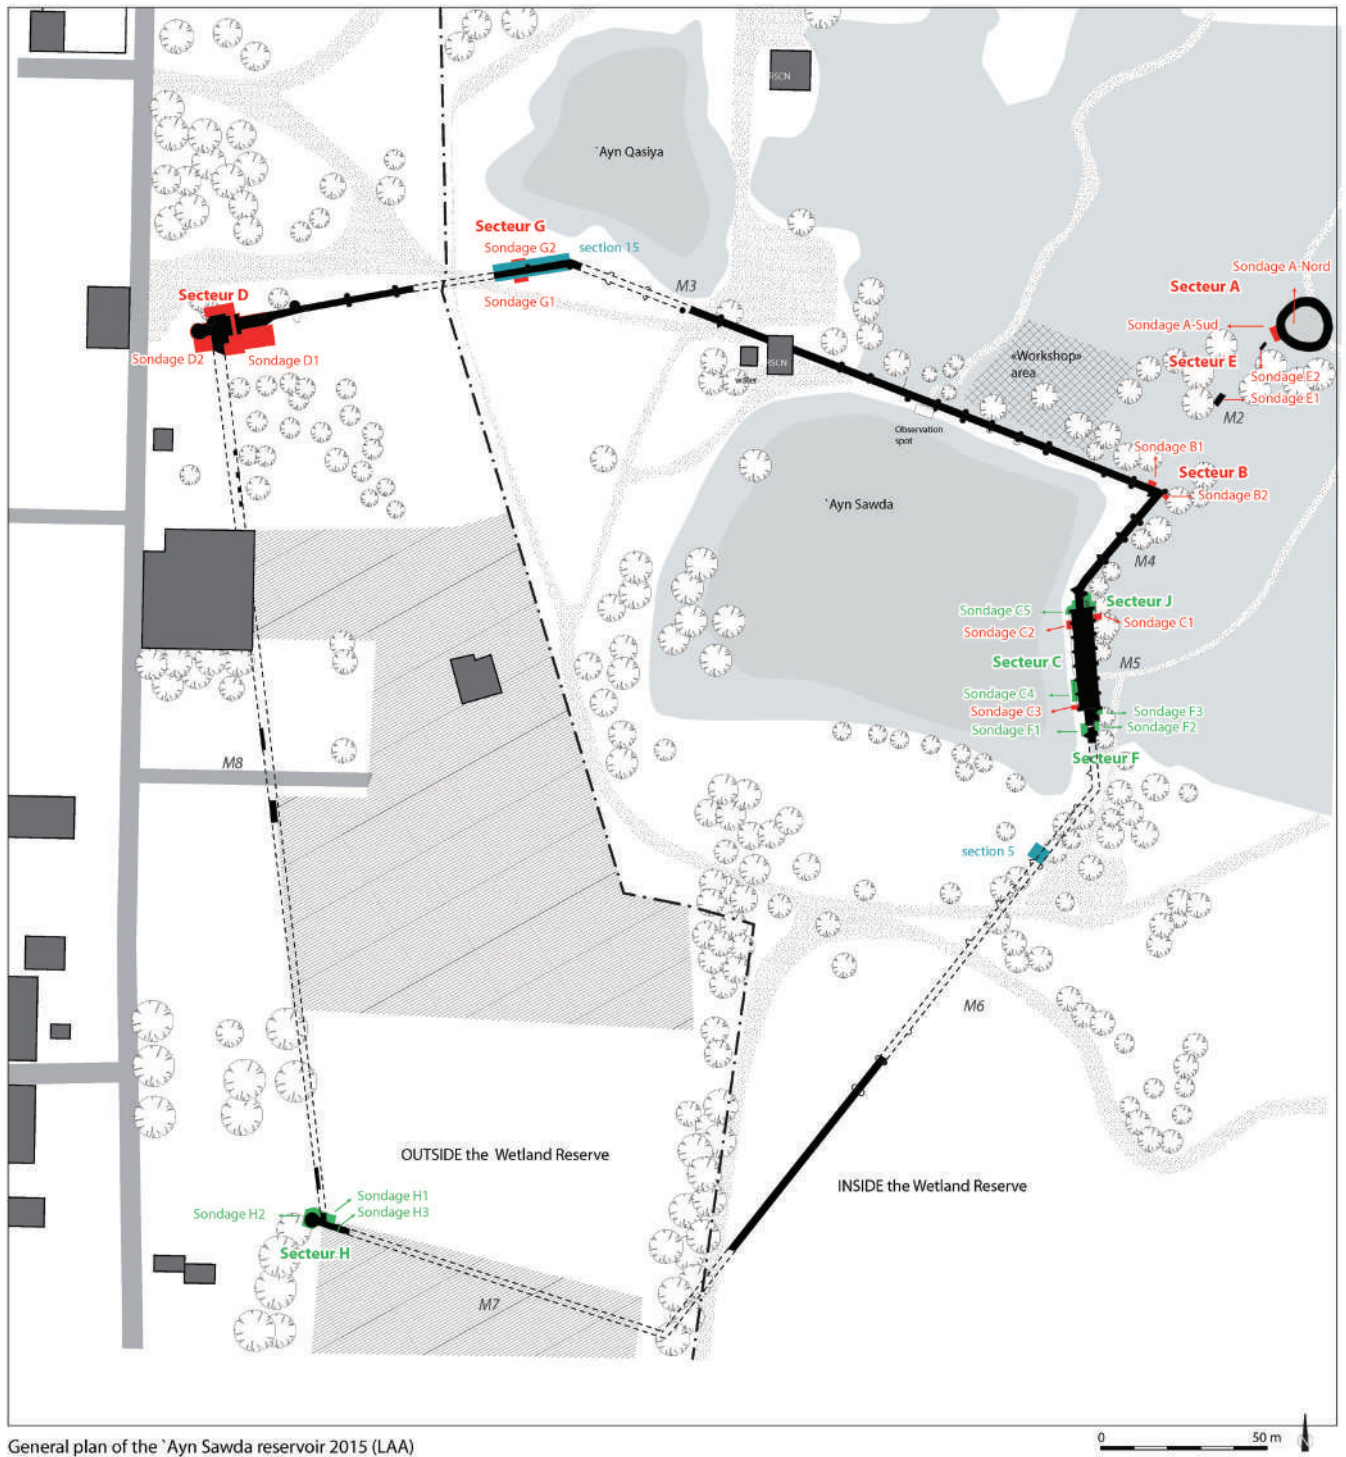 RSCN
`Ayn Qasiya
Secteur G
Sondage G2
section 15
Sondage G1
M3
Secteur D
Sondage D2
Sondage D1
Sondage A-Nord
Secteur A
Sondage A-Sud
Secteur E
Sondage E2
Sondage E1
M2
«Workshop»
area
RSCN
water
Observation
spot
Sondage B1
Secteur B
Sondage B2
`Ayn Sawda
M4
Secteur J
Sondage C5
Sondage C1
Sondage C2
Secteur C
M5
Sondage C4
Sondage C3
Sondage F3
Sondage F1
Sondage F2
Secteur F
M8
section 5
M6
OUTSIDE the Wetland Reserve
INSIDE the Wetland Reserve
Sondage H1
Sondage H2
Sondage H3
Secteur H
M7
General plan of the `Ayn Sawda reservoir 2015 (LAA)
0 50 m
N